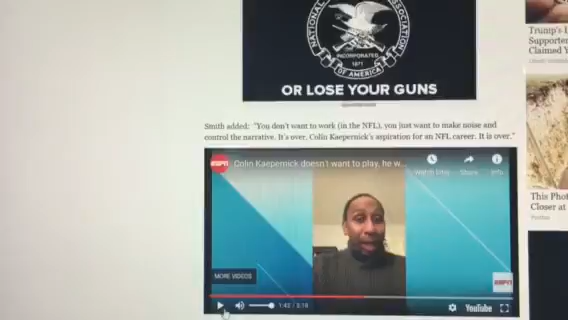 NATIONAL
ASSOCIATION
INCORPORATED
1871
OF AMERICA
OR LOSE YOUR GUNS
Trump's
Supporter
Claimed
Smith added: "You don't want to work (in the NFL), you just want to make noise and
control the narrative. It's over. Colin Kaepernick's aspiration for an NFL career. It is over."
ESPN
Colin Kaepernick doesn't want to play, he w...
Watch later
Share
Info
This Phot
Closer at
MORE VIDEOS
ESPN
1:42 / 3:18
YouTube